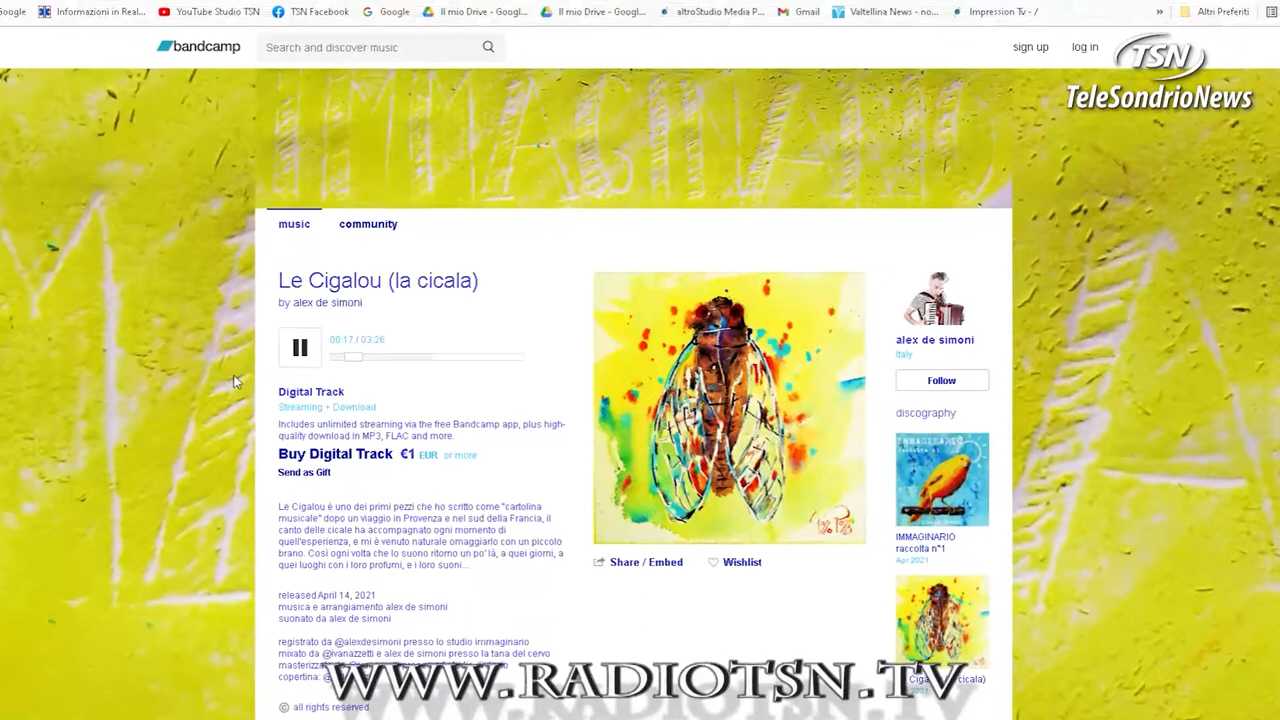 Google
Informazioni in Real...
YouTube Studio TSN
TSN Facebook
Google
Il mio Drive - Googl...
Il mio Drive - Googl...
altroStudio Media P...
Gmail
Valtellina News - no...
Impression Tv - /
»
Altri Preferiti
bandcamp
Search and discover music
sign up
log in
TSN
TeleSondrioNews
IMMAGINARIO
music
community
Le Cigalou (la cicala)
by alex de simoni
00:17 / 03:26
Digital Track
Streaming + Download
Includes unlimited streaming via the free Bandcamp app, plus high-
quality download in MP3, FLAC and more.
Buy Digital Track €1 EUR or more
Send as Gift
Le Cigalou è uno dei primi pezzi che ho scritto come "cartolina
musicale" dopo un viaggio in Provenza e nel sud della Francia, il
canto delle cicale ha accompagnato ogni momento di
quell'esperienza, e mi è venuto naturale omaggiarlo con un piccolo
brano. Così ogni volta che lo suono ritorno un po' là, a quei giorni, a
quei luoghi con i loro profumi, e i loro suoni...
released April 14, 2021
musica e arrangiamento alex de simoni
suonato da alex de simoni
registrato da @alexdesimoni presso lo studio immaginario
mixato da @ivanazzetti e alex de simoni presso la tana del cervo
copertina:
© all rights reserved
Share / Embed
Wishlist
alex de simoni
Italy
Follow
discography
IMMAGINARIO
IMMAGINARIO
raccolta n°1
Apr 2021
WWW.RADIOTSN.TV